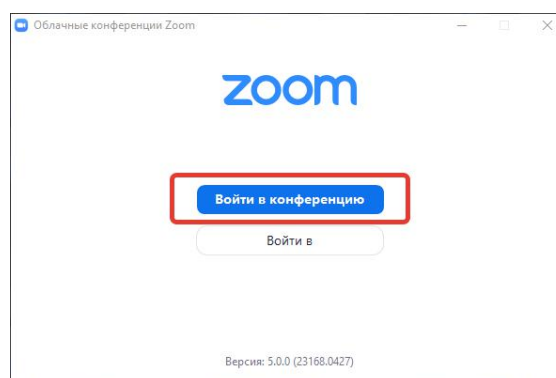 Облачные конференции Zoom
zoom
Войти в конференцию
Войти в
Версия: 5.0.0 (23168.0427)